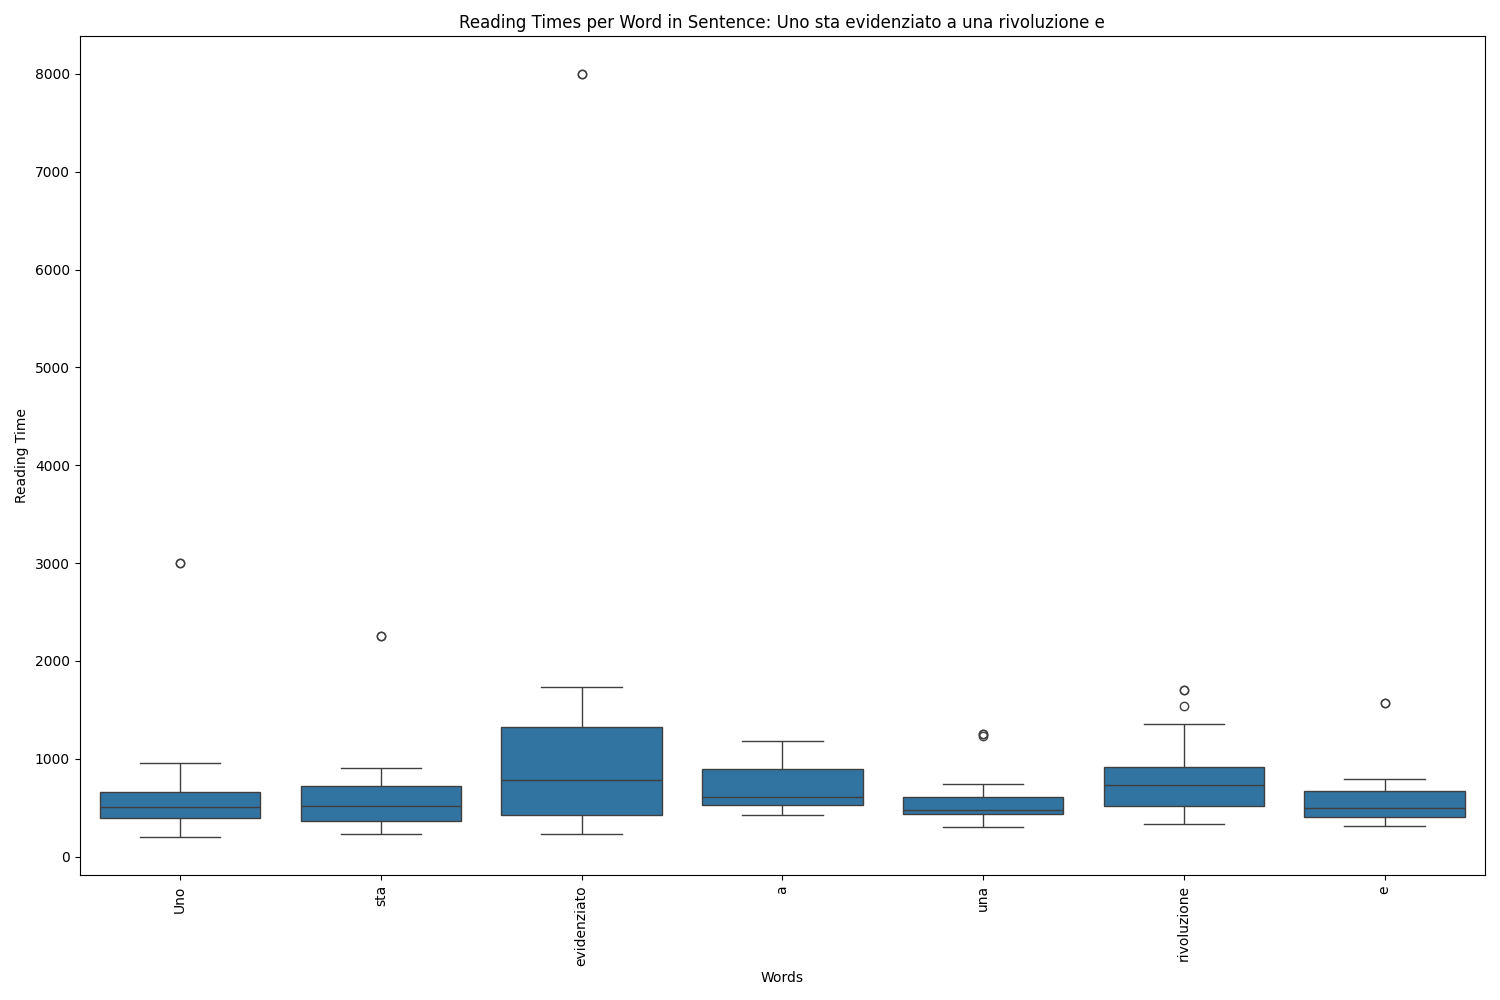 Reading Times per Word in Sentence: Uno sta evidenziato a una rivoluzione e
8000
7000
6000
5000
4000
3000
2000
1000
0
Reading Time
Uno
sta
evidenziato
a
una
rivoluzione
e
Words